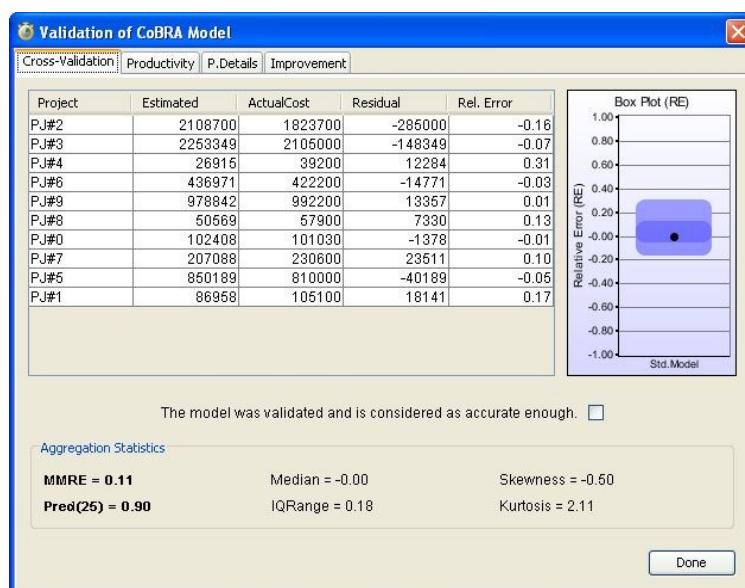 Validation of CoBRA Model
Cross-Validation Productivity P.Details Improvement
Project Estimated ActualCost Residual Rel. Error
PJ#2 2108700 1823700 -285000 -0.16
PJ#3 2253349 2105000 -148349 -0.07
PJ#4 26915 39200 12284 0.31
PJ#6 436971 422200 -14771 -0.03
PJ#9 978842 992200 13357 0.01
PJ#8 50569 57900 7330 0.13
PJ#0 102408 101030 -1378 -0.01
PJ#7 207088 230600 23511 0.10
PJ#5 850189 810000 -40189 -0.05
PJ#1 86958 105100 18141 0.17
Box Plot (RE)
Relative Error (RE)
1.00
0.80
0.60
0.40
0.20
-0.00
-0.20
-0.40
-0.60
-0.80
-1.00
Std.Model
The model was validated and is considered as accurate enough.
Aggregation Statistics
MMRE = 0.11 Median = -0.00 Skewness = -0.50
Pred(25) = 0.90 IQRange = 0.18 Kurtosis = 2.11
Done